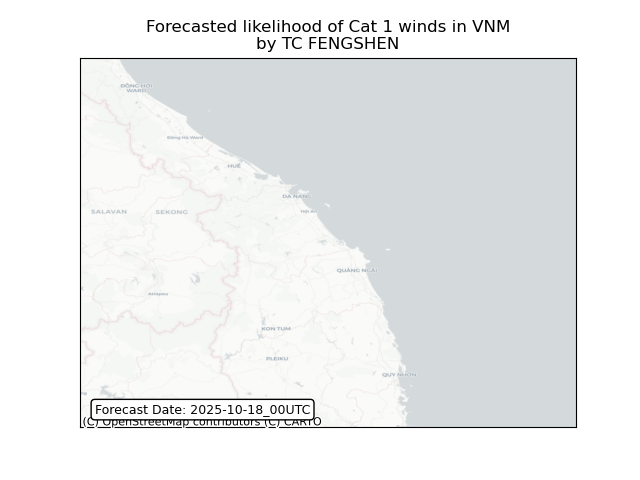 Forecasted likelihood of Cat 1 winds in VNM
by TC FENGSHEN
ĐỒNG HỚI
WARD
Đông Hà Ward
HUẾ
DA NANG
Hội An
SALAVAN
SEKONG
QUẢNG NGÃI
Attapeu
KON TUM
PLEIKU
QUY NHƠN
Forecast Date: 2025-10-18_00UTC
(C) OpenStreetMap contributors (C) CARTO